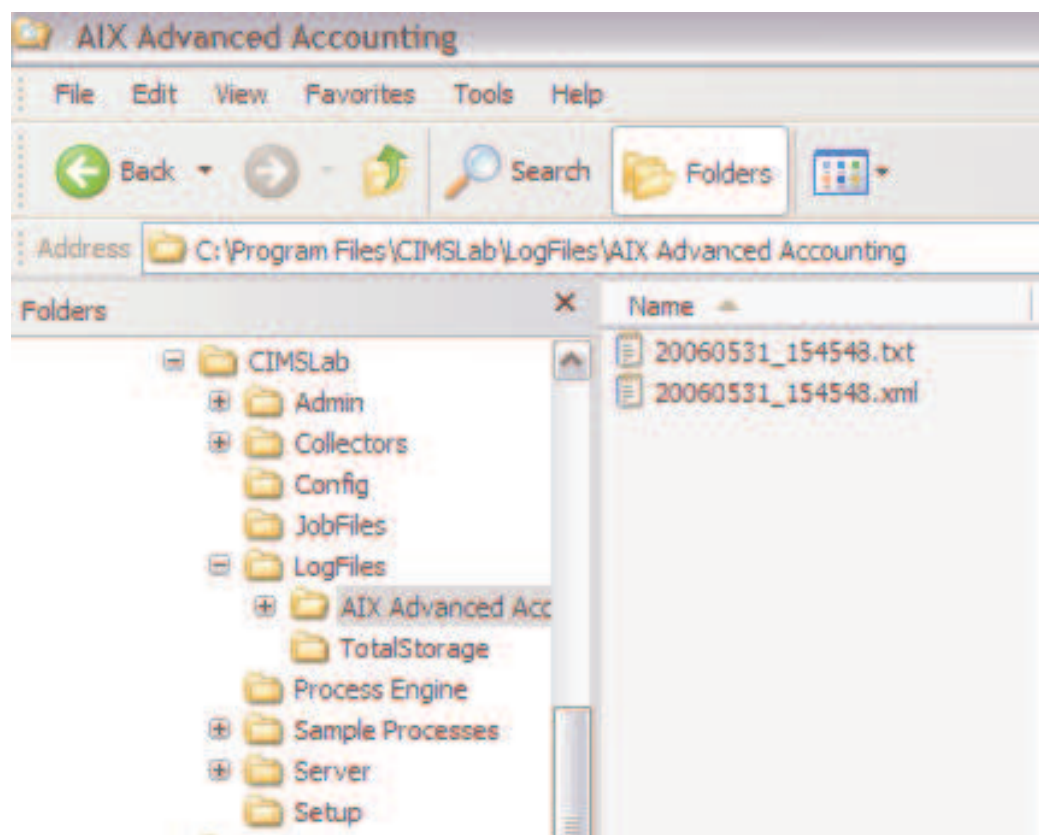 AIX Advanced Accounting
File Edit View Favorites Tools Help
Back Search Folders
Address C:\Program Files\CIMSLab\LogFiles\AIX Advanced Accounting
Folders
Name
CIMSLab
Admin
Collectors
Config
JobFiles
LogFiles
AIX Advanced Acc
TotalStorage
Process Engine
Sample Processes
Server
Setup
20060531_154548.txt
20060531_154548.xml